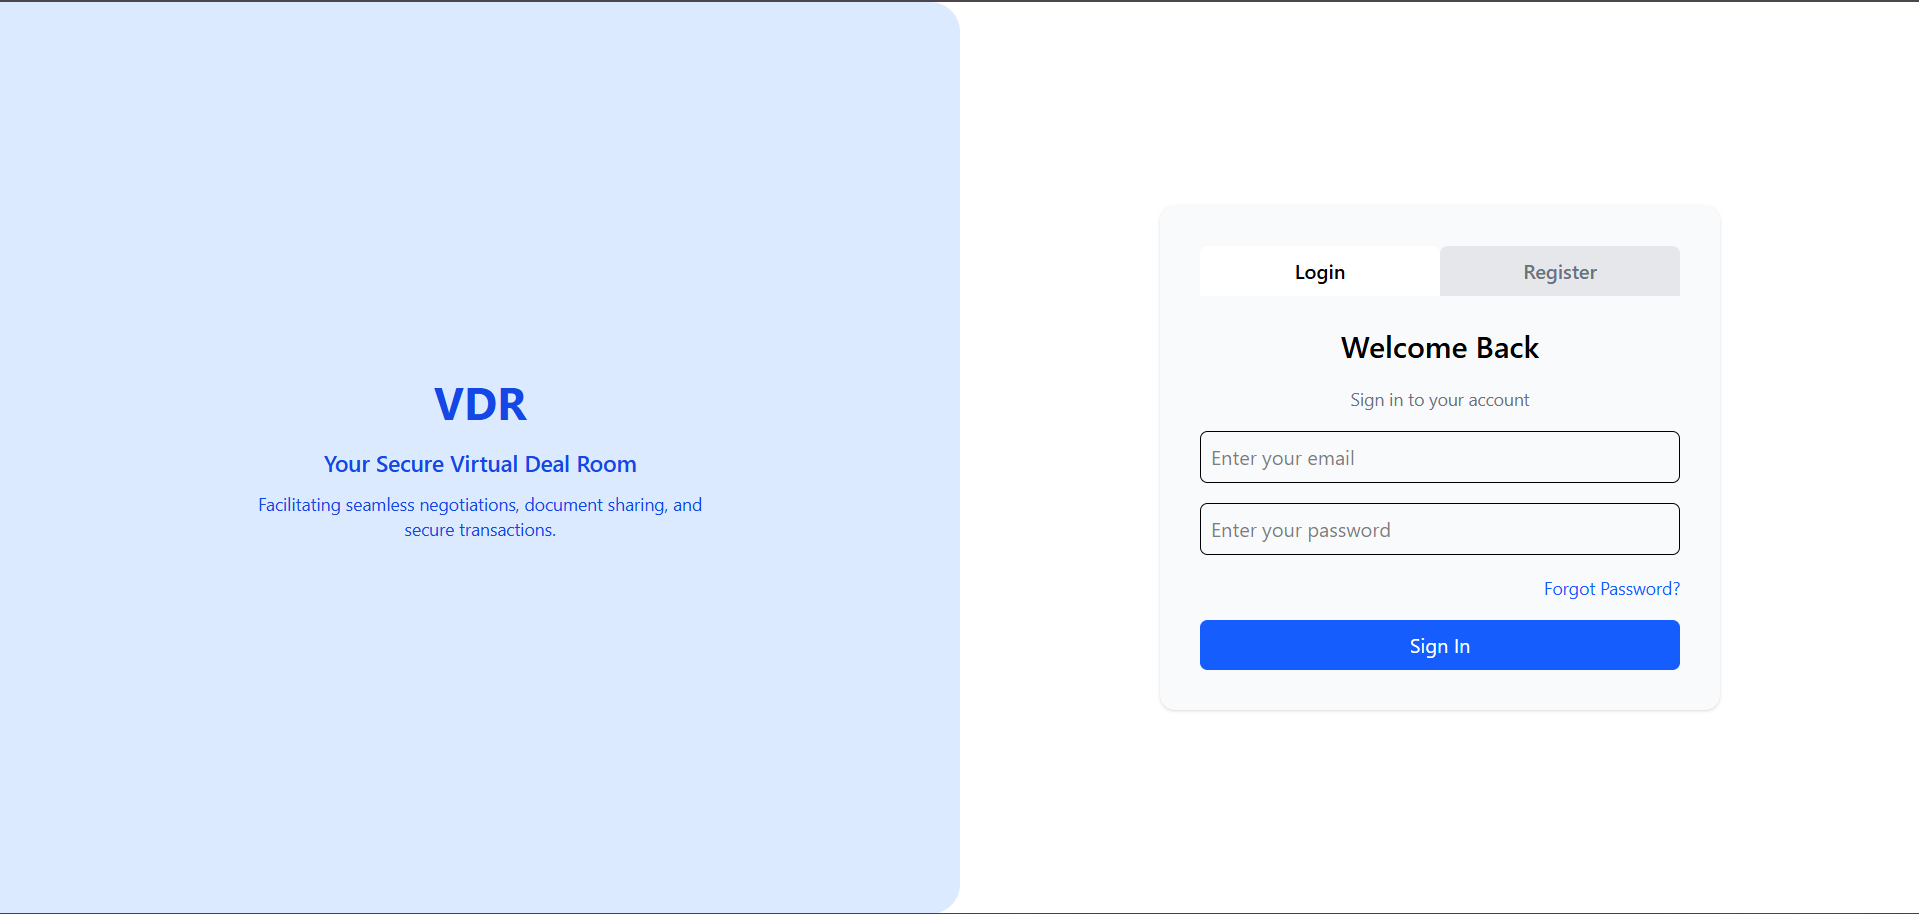 VDR
Your Secure Virtual Deal Room
Facilitating seamless negotiations, document sharing, and
secure transactions.
Login
Register
Welcome Back
Sign in to your account
Enter your email
Enter your password
Forgot Password?
Sign In